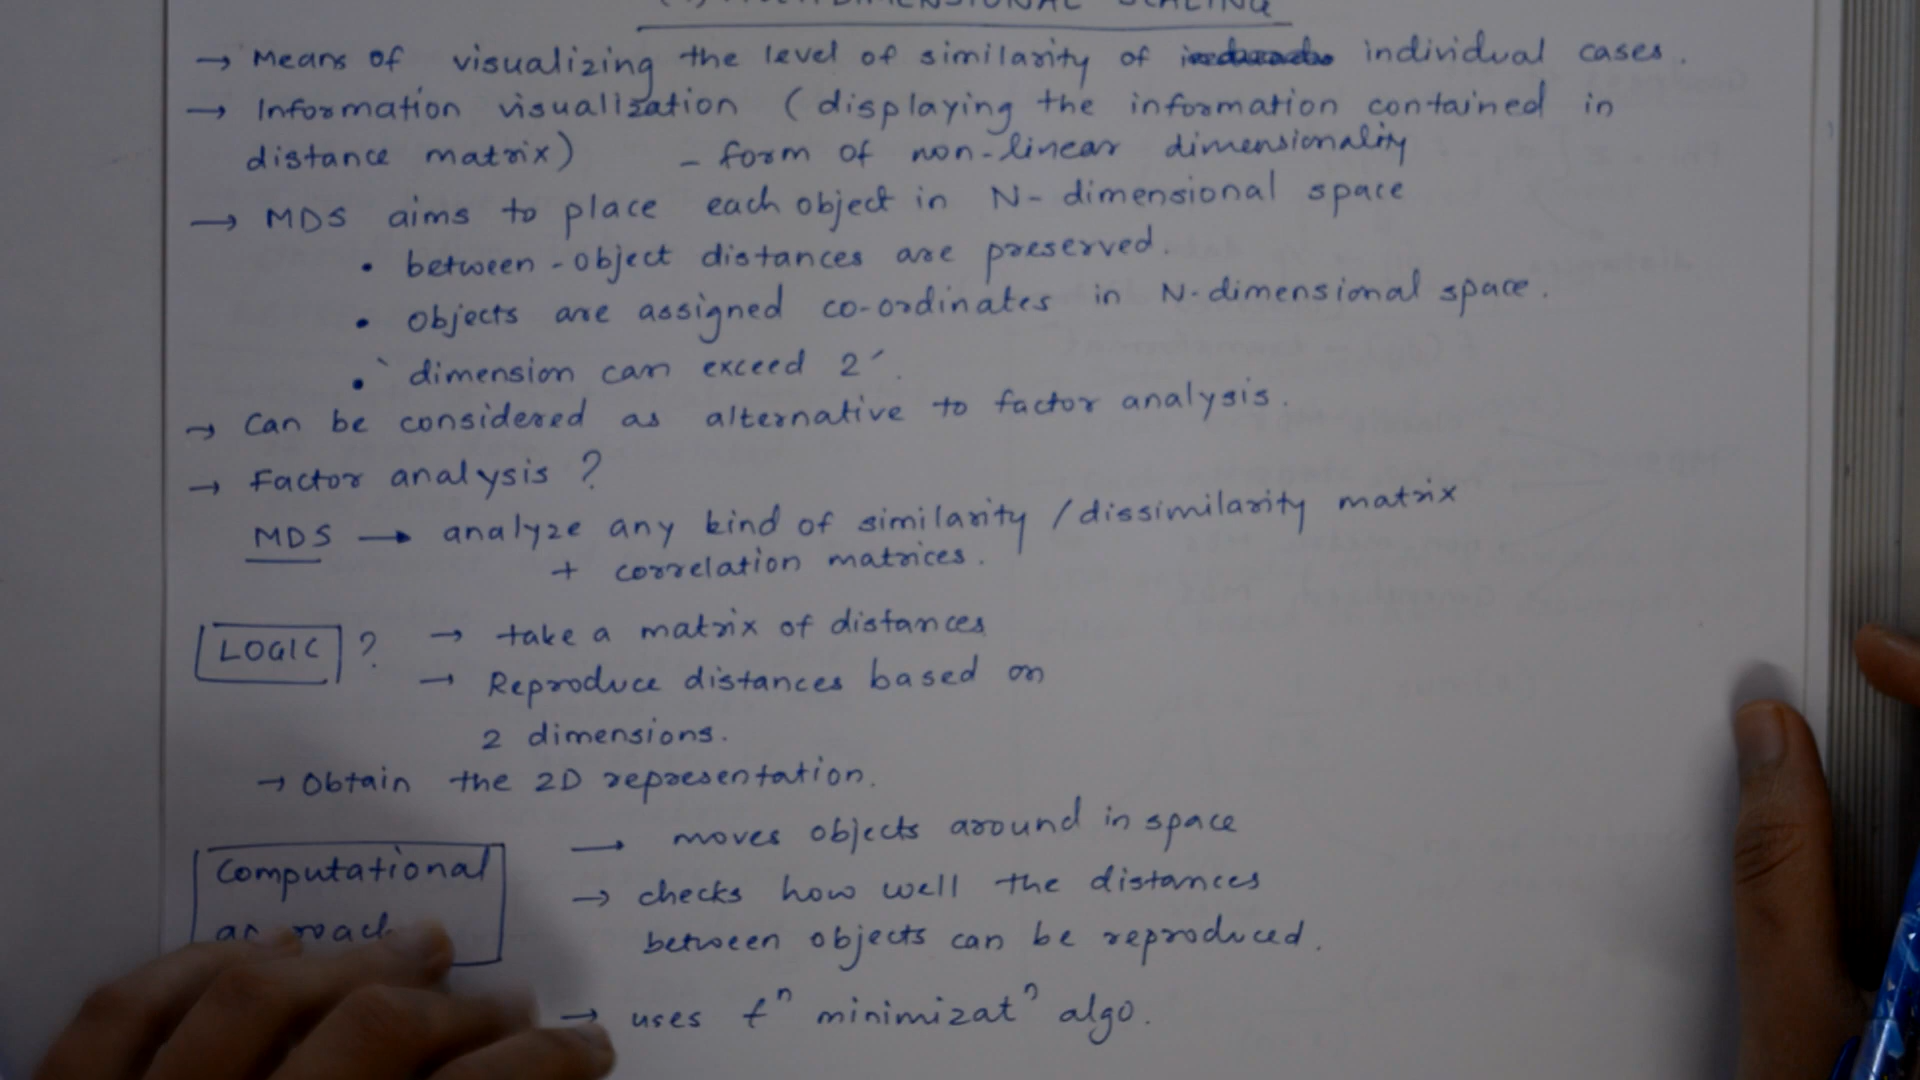 MULTIDIMENSIONAL SCALING
→ Means of visualizing the level of similarity of individual cases.
→ Information visualization (displaying the information contained in
distance matrix) - form of non-linear dimensionality
→ MDS aims to place each object in N-dimensional space
• between-object distances are preserved.
• objects are assigned co-ordinates in N-dimensional space.
• `dimension can exceed 2´.
→ Can be considered as alternative to factor analysis.
→ Factor analysis ?
MDS → analyze any kind of similarity / dissimilarity matrix
+ correlation matrices.
LOGIC ? → take a matrix of distances
→ Reproduce distances based on
2 dimensions.
→ Obtain the 2D representation.
Computational → moves objects around in space
→ checks how well the distances
between objects can be reproduced.
→ uses fⁿ minimizatⁿ algo.